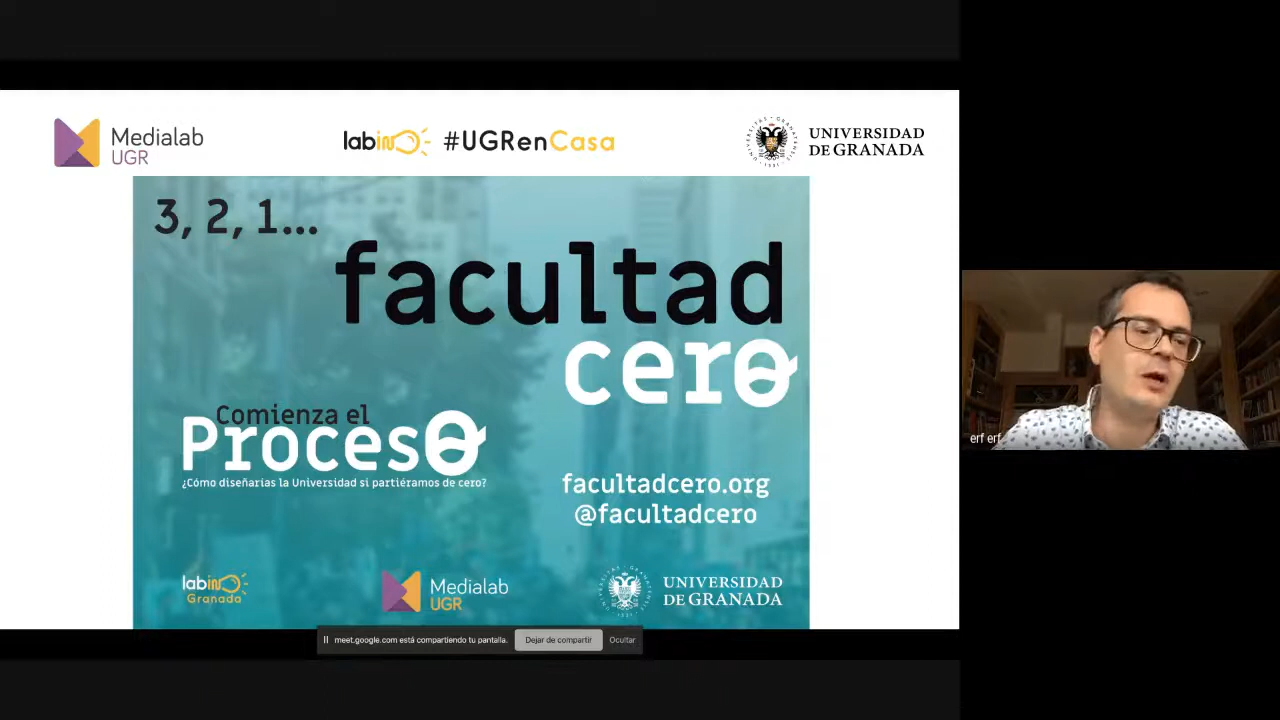 Medialab
UGR
labin #UGRenCasa
UNIVERSIDAD
DE GRANADA
3, 2, 1...
facultad
cero
Comienza el
Proceso
¿Cómo diseñarías la Universidad si partiéramos de cero?
facultadcero.org
@facultadcero
labin
Granada
Medialab
UGR
UNIVERSIDAD
DE GRANADA
meet.google.com está compartiendo tu pantalla. Dejar de compartir Ocultar
erf erf